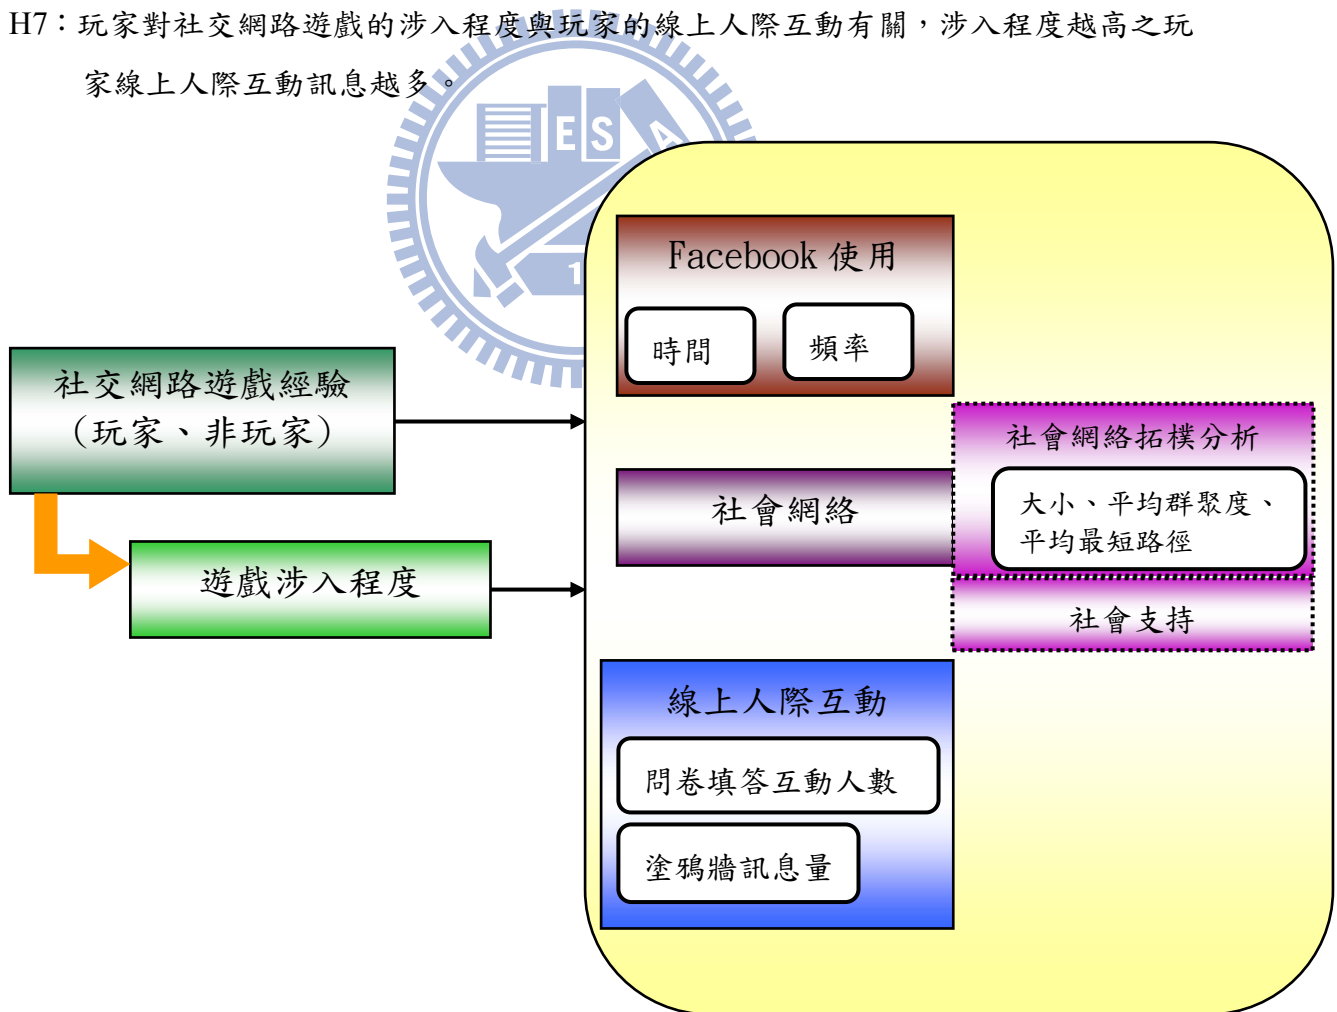 H7：玩家對社交網路遊戲的涉入程度與玩家的線上人際互動有關，涉入程度越高之玩
家線上人際互動訊息越多。
E S A
1
Facebook 使用
時間
頻率
社交網路遊戲經驗
（玩家、非玩家）
社會網絡拓樸分析
大小、平均群聚度、
平均最短路徑
社會網絡
遊戲涉入程度
社會支持
線上人際互動
問卷填答互動人數
塗鴉牆訊息量